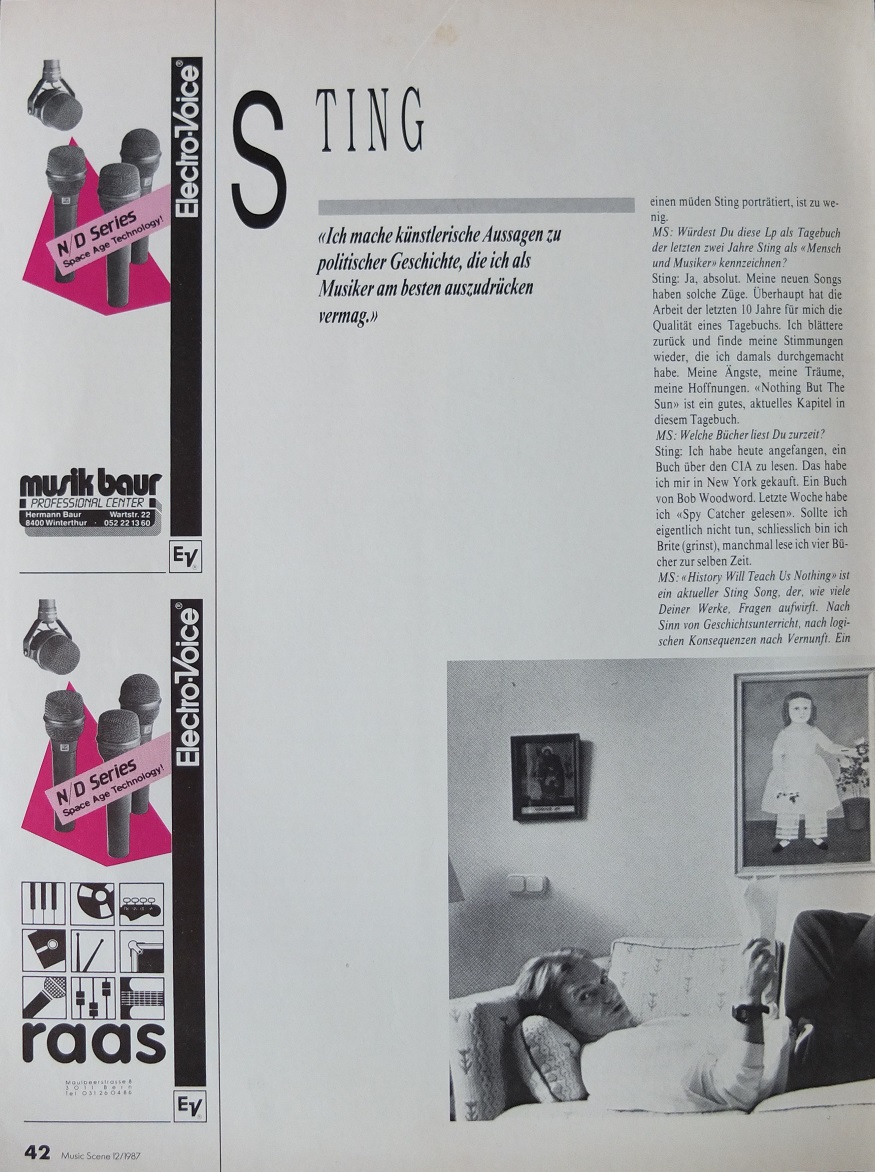 Electro-Voice®
N/D Series
Space Age Technology!
musik baur
PROFESSIONAL CENTER
Hermann Baur Wartstr. 22
8400 Winterthur · 052 22 13 60
EV
Electro-Voice®
N/D Series
Space Age Technology!
raas
Maulbeerstrasse 8
3011 Bern
Tel 031 26 04 86
EV
STING
«Ich mache künstlerische Aussagen zu
politischer Geschichte, die ich als
Musiker am besten auszudrücken
vermag.»
einen müden Sting porträtiert, ist zu we-
nig.
MS: Würdest Du diese Lp als Tagebuch
der letzten zwei Jahre Sting als «Mensch
und Musiker» kennzeichnen?
Sting: Ja, absolut. Meine neuen Songs
haben solche Züge. Überhaupt hat die
Arbeit der letzten 10 Jahre für mich die
Qualität eines Tagebuchs. Ich blättere
zurück und finde meine Stimmungen
wieder, die ich damals durchgemacht
habe. Meine Ängste, meine Träume,
meine Hoffnungen. «Nothing But The
Sun» ist ein gutes, aktuelles Kapitel in
diesem Tagebuch.
MS: Welche Bücher liest Du zurzeit?
Sting: Ich habe heute angefangen, ein
Buch über den CIA zu lesen. Das habe
ich mir in New York gekauft. Ein Buch
von Bob Woodword. Letzte Woche habe
ich «Spy Catcher gelesen». Sollte ich
eigentlich nicht tun, schliesslich bin ich
Brite (grinst), manchmal lese ich vier Bü-
cher zur selben Zeit.
MS: «History Will Teach Us Nothing» ist
ein aktueller Sting Song, der, wie viele
Deiner Werke, Fragen aufwirft. Nach
Sinn von Geschichtsunterricht, nach logi-
schen Konsequenzen nach Vernunft. Ein
42 Music Scene 12/1987